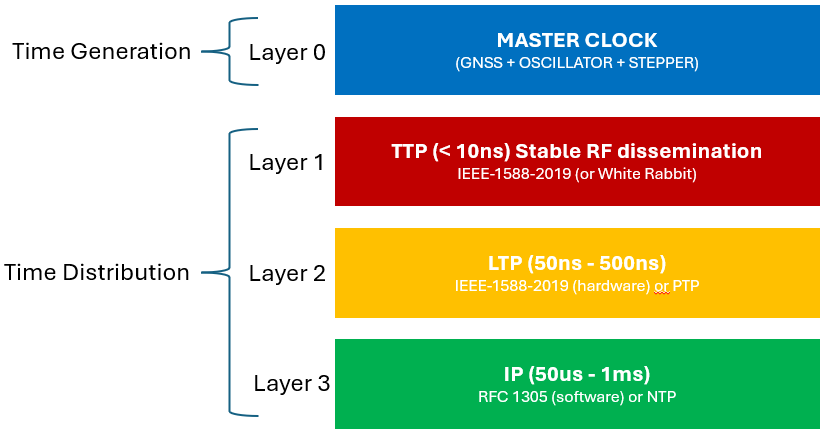 Time Generation
Layer 0
MASTER CLOCK
(GNSS + OSCILLATOR + STEPPER)
Layer 1
TTP (< 10ns) Stable RF dissemination
IEEE-1588-2019 (or White Rabbit)
Time Distribution
Layer 2
LTP (50ns - 500ns)
IEEE-1588-2019 (hardware) or PTP
Layer 3
IP (50us - 1ms)
RFC 1305 (software) or NTP